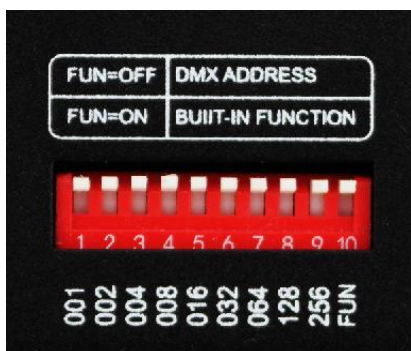 FUN=OFF DMX ADDRESS
FUN=ON BUIIT-IN FUNCTION
1 2 3 4 5 6 7 8 9 10
001 002 004 008 016 032 064 128 256 FUN